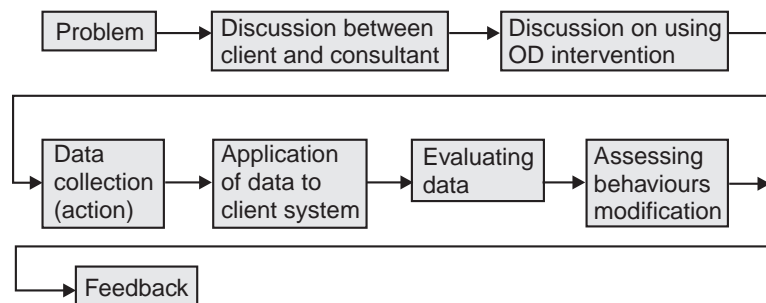 Problem
Discussion between
client and consultant
Discussion on using
OD intervention
Data
collection
(action)
Application
of data to
client system
Evaluating
data
Assessing
behaviours
modification
Feedback